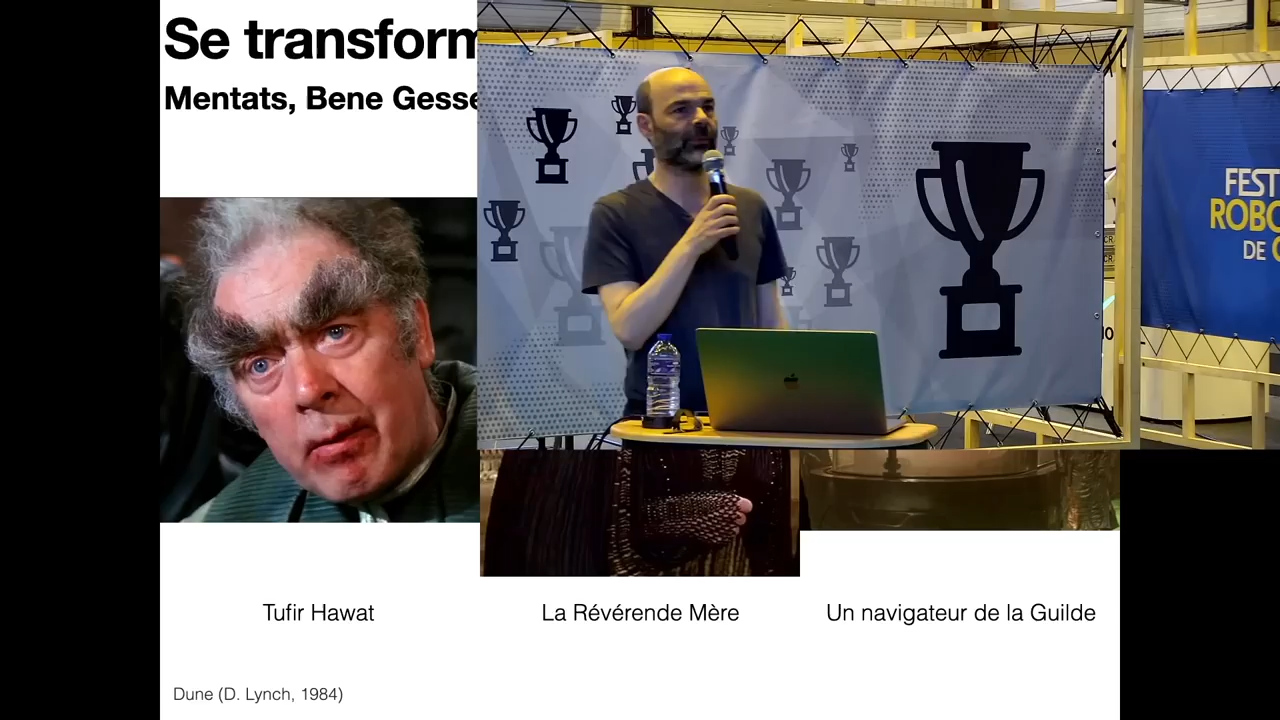 Se transform
Mentats, Bene Gesse
FEST
ROBO
DE
Tufir Hawat
La Révérende Mère
Un navigateur de la Guilde
Dune (D. Lynch, 1984)